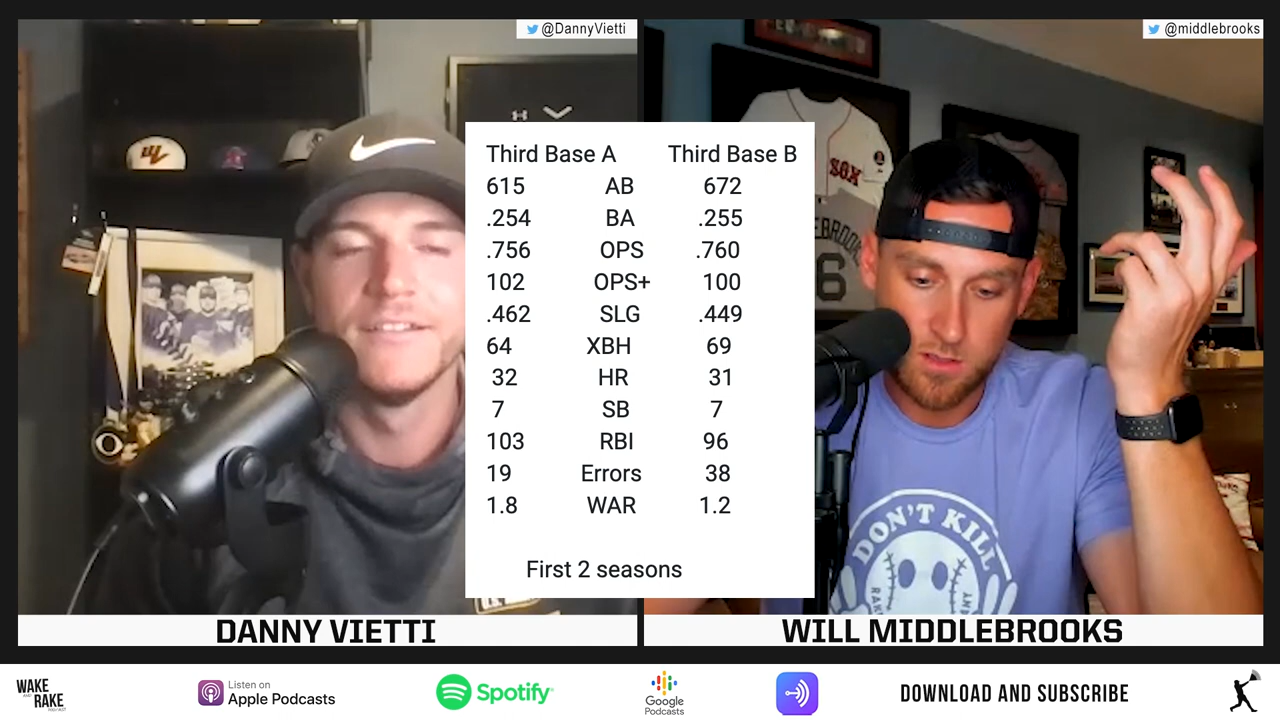 @DannyVietti
@middlebrooks
SOX
Third Base A Third Base B
615 AB 672
.254 BA .255
.756 OPS .760
102 OPS+ 100
.462 SLG .449
64 XBH 69
32 HR 31
7 SB 7
103 RBI 96
19 Errors 38
1.8 WAR 1.2
First 2 seasons
DON'T KILL
DANNY VIETTI
WILL MIDDLEBROOKS
WAKE
AND
RAKE
PODCAST
Listen on
Apple Podcasts
Spotify
Google
Podcasts
DOWNLOAD AND SUBSCRIBE